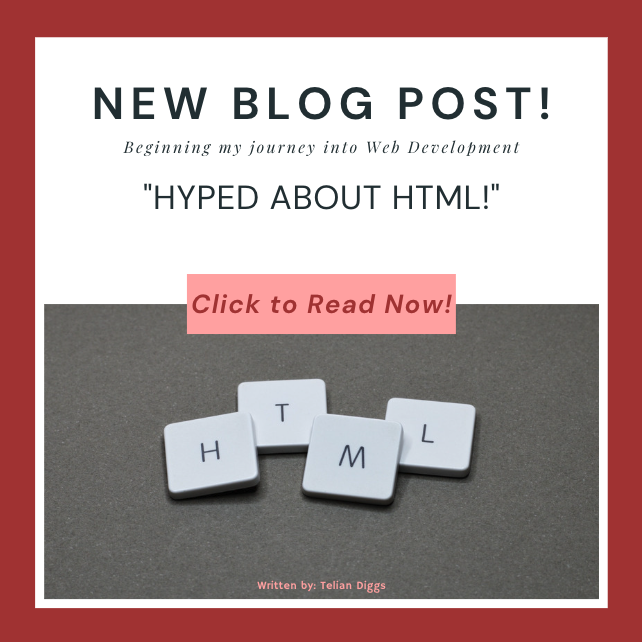 NEW BLOG POST!
Beginning my journey into Web Development
"HYPED ABOUT HTML!"
Click to Read Now!
H T M L
Written by: Telian Diggs